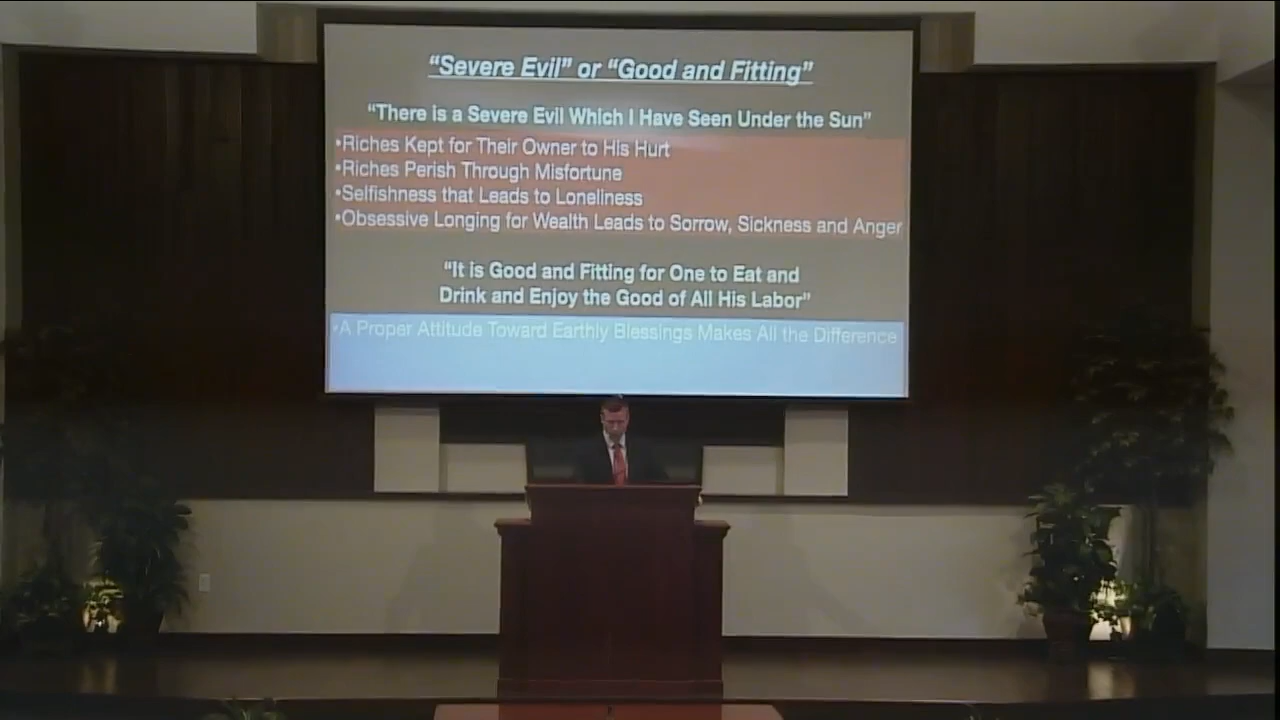 “Severe Evil” or “Good and Fitting”
“There is a Severe Evil Which I Have Seen Under the Sun”
•Riches Kept for Their Owner to His Hurt
•Riches Perish Through Misfortune
•Selfishness that Leads to Loneliness
•Obsessive Longing for Wealth Leads to Sorrow, Sickness and Anger
“It is Good and Fitting for One to Eat and
Drink and Enjoy the Good of All His Labor”
•A Proper Attitude Toward Earthly Blessings Makes All the Difference